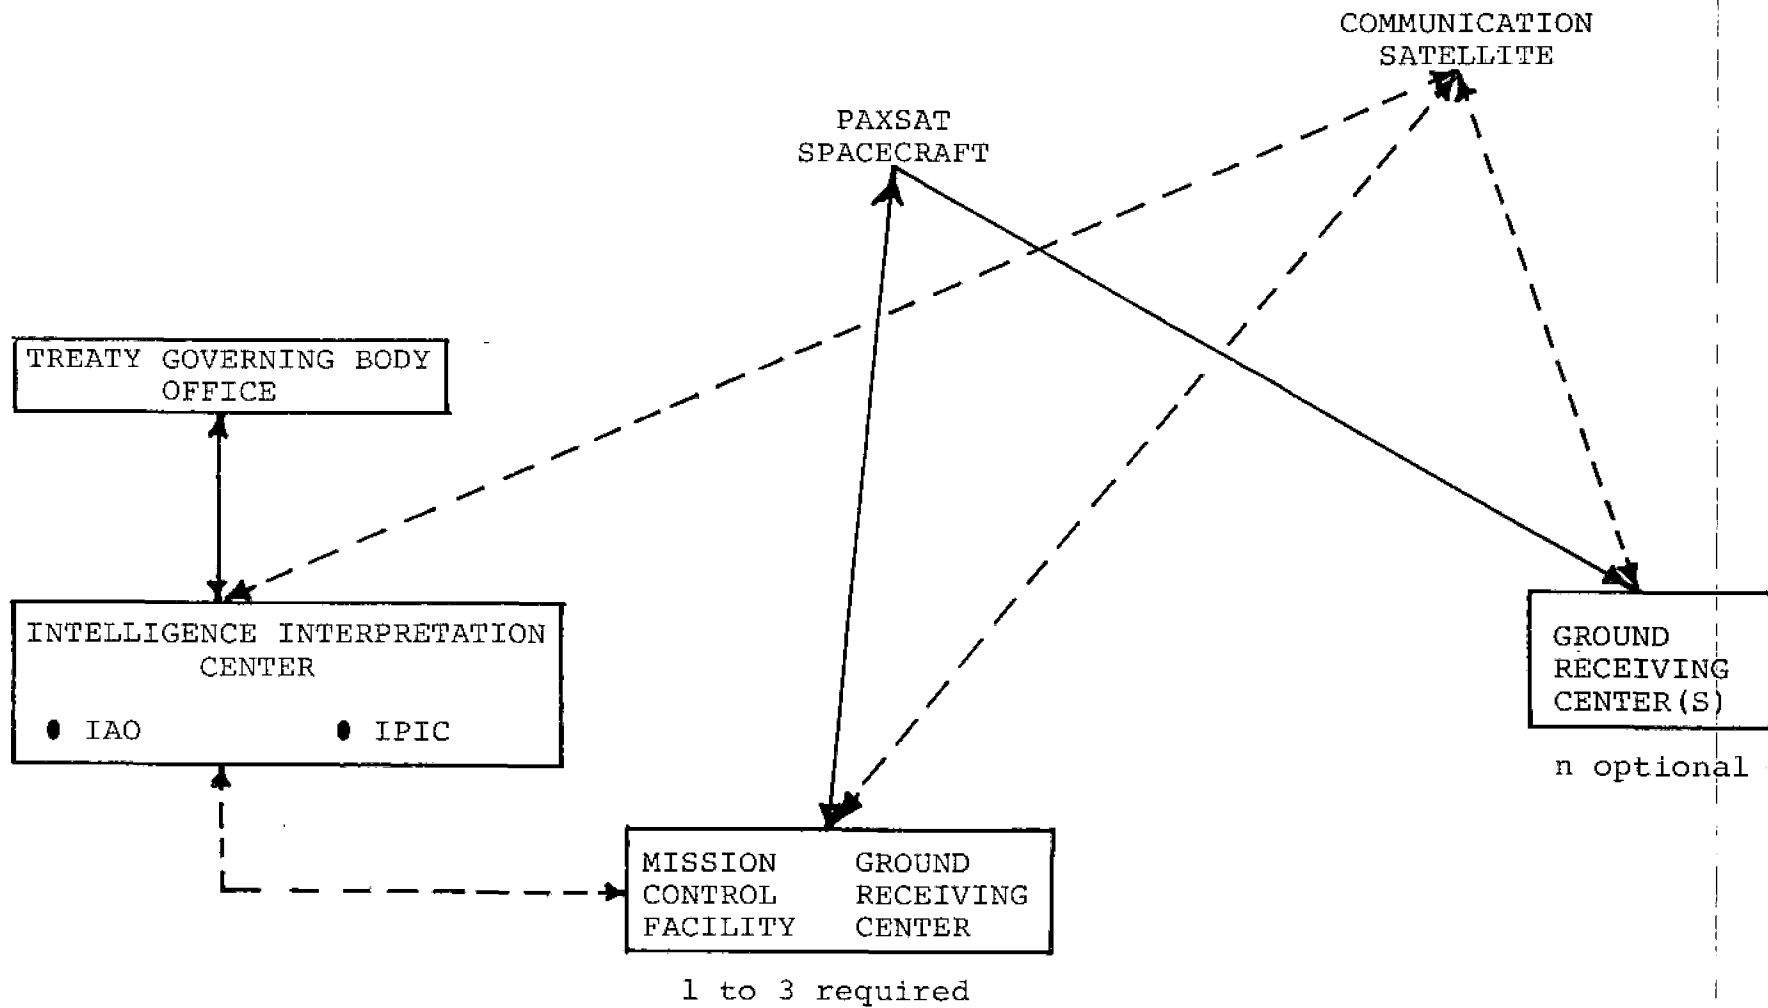 COMMUNICATION
SATELLITE
PAXSAT
SPACECRAFT
TREATY GOVERNING BODY
OFFICE
INTELLIGENCE INTERPRETATION
CENTER
IAO
IPIC
GROUND
RECEIVING
CENTER(S)
n optional
MISSION
CONTROL
FACILITY
GROUND
RECEIVING
CENTER
1 to 3 required